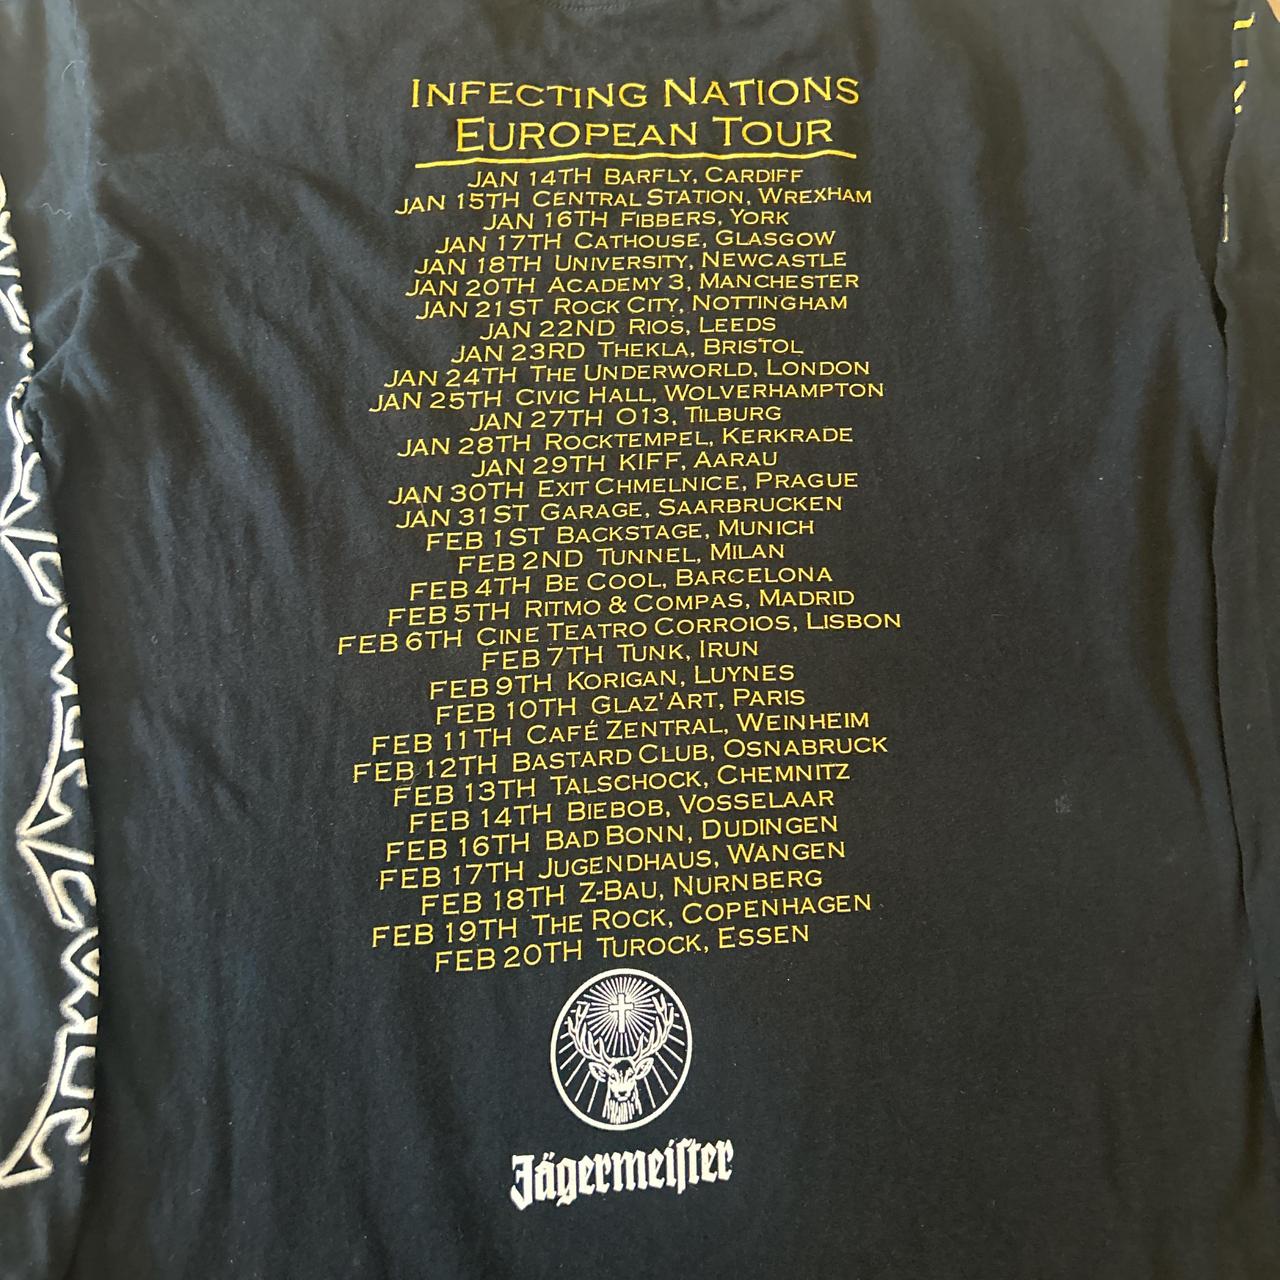 INFECTING NATIONS
EUROPEAN TOUR
JAN 14TH BARFLY, CARDIFF
JAN 15TH CENTRAL STATION, WREXHAM
JAN 16TH FIBBERS, YORK
JAN 17TH CATHOUSE, GLASGOW
JAN 18TH UNIVERSITY, NEWCASTLE
JAN 20TH ACADEMY 3, MANCHESTER
JAN 21ST ROCK CITY, NOTTINGHAM
JAN 22ND RIOS, LEEDS
JAN 23RD THEKLA, BRISTOL
JAN 24TH THE UNDERWORLD, LONDON
JAN 25TH CIVIC HALL, WOLVERHAMPTON
JAN 27TH 013, TILBURG
JAN 28TH ROCKTEMPEL, KERKRADE
JAN 29TH KIFF, AARAU
JAN 30TH EXIT CHMELNICE, PRAGUE
JAN 31ST GARAGE, SAARBRUCKEN
FEB 1ST BACKSTAGE, MUNICH
FEB 2ND TUNNEL, MILAN
FEB 4TH BE COOL, BARCELONA
FEB 5TH RITMO & COMPAS, MADRID
FEB 6TH CINE TEATRO CORROIOS, LISBON
FEB 7TH TUNK, IRUN
FEB 9TH KORIGAN, LUYNES
FEB 10TH GLAZ'ART, PARIS
FEB 11TH CAFÉ ZENTRAL, WEINHEIM
FEB 12TH BASTARD CLUB, OSNABRUCK
FEB 13TH TALSCHOCK, CHEMNITZ
FEB 14TH BIEBOB, VOSSELAAR
FEB 16TH BAD BONN, DUDINGEN
FEB 17TH JUGENDHAUS, WANGEN
FEB 18TH Z-BAU, NURNBERG
FEB 19TH THE ROCK, COPENHAGEN
FEB 20TH TUROCK, ESSEN
Jägermeiſter